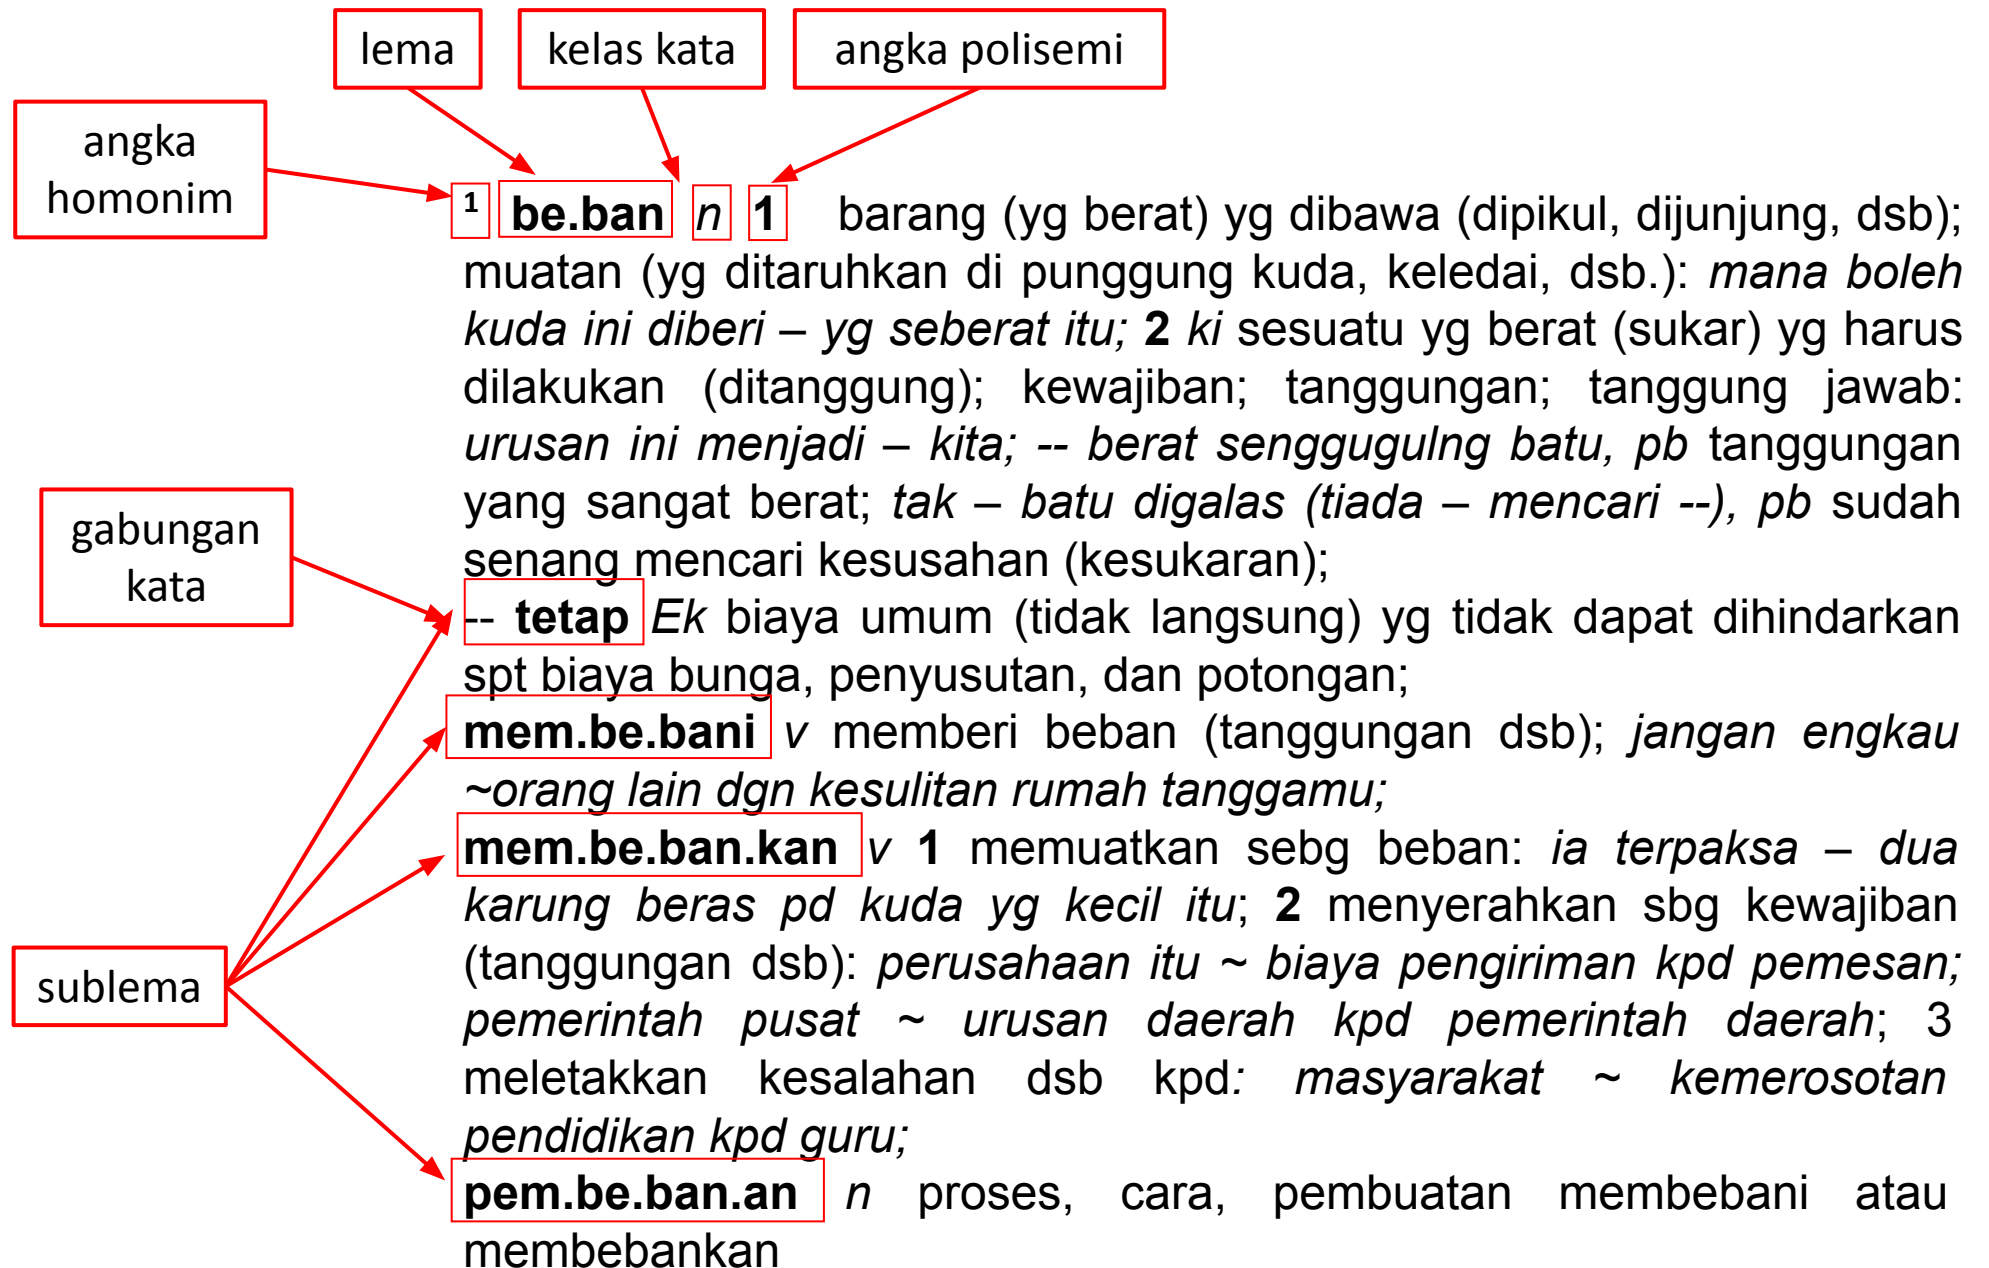 lema
kelas kata
angka polisemi
angka
homonim
1 be.ban n 1 barang (yg berat) yg dibawa (dipikul, dijunjung, dsb);
muatan (yg ditaruhkan di punggung kuda, keledai, dsb.): mana boleh
kuda ini diberi – yg seberat itu; 2 ki sesuatu yg berat (sukar) yg harus
dilakukan (ditanggung); kewajiban; tanggungan; tanggung jawab:
urusan ini menjadi – kita; -- berat senggugulng batu, pb tanggungan
yang sangat berat; tak – batu digalas (tiada – mencari --), pb sudah
senang mencari kesusahan (kesukaran);
gabungan
kata
-- tetap Ek biaya umum (tidak langsung) yg tidak dapat dihindarkan
spt biaya bunga, penyusutan, dan potongan;
mem.be.bani v memberi beban (tanggungan dsb); jangan engkau
~orang lain dgn kesulitan rumah tanggamu;
mem.be.ban.kan v 1 memuatkan sebg beban: ia terpaksa – dua
karung beras pd kuda yg kecil itu; 2 menyerahkan sbg kewajiban
(tanggungan dsb): perusahaan itu ~ biaya pengiriman kpd pemesan;
pemerintah pusat ~ urusan daerah kpd pemerintah daerah; 3
meletakkan kesalahan dsb kpd: masyarakat ~ kemerosotan
pendidikan kpd guru;
sublema
pem.be.ban.an n proses, cara, pembuatan membebani atau
membebankan